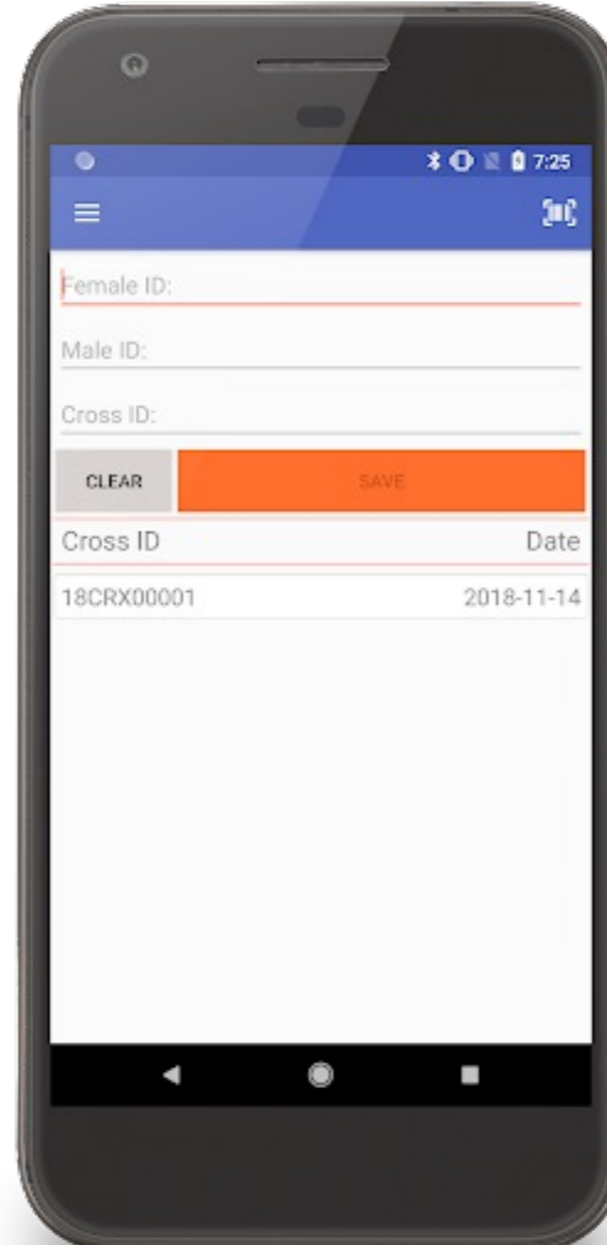 7:25
Female ID:
Male ID:
Cross ID:
CLEAR SAVE
Cross ID Date
18CRX00001 2018-11-14